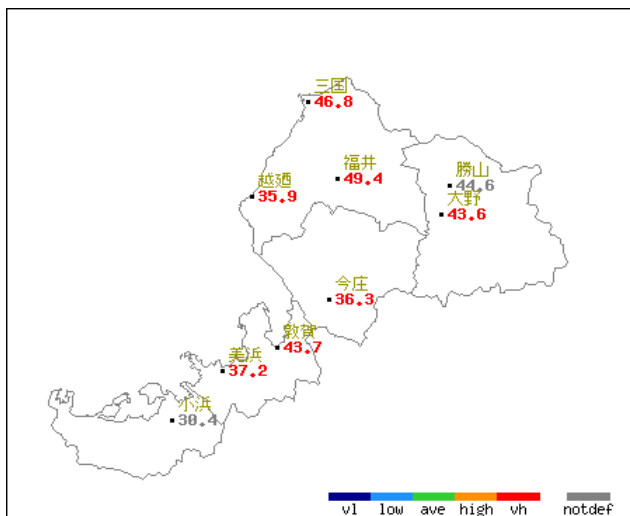 三国
46.8
福井
49.4
勝山
44.6
越廼
35.9
大野
43.6
今庄
36.3
敦賀
43.7
美浜
37.2
小浜
30.4
vl low ave high vh notdef